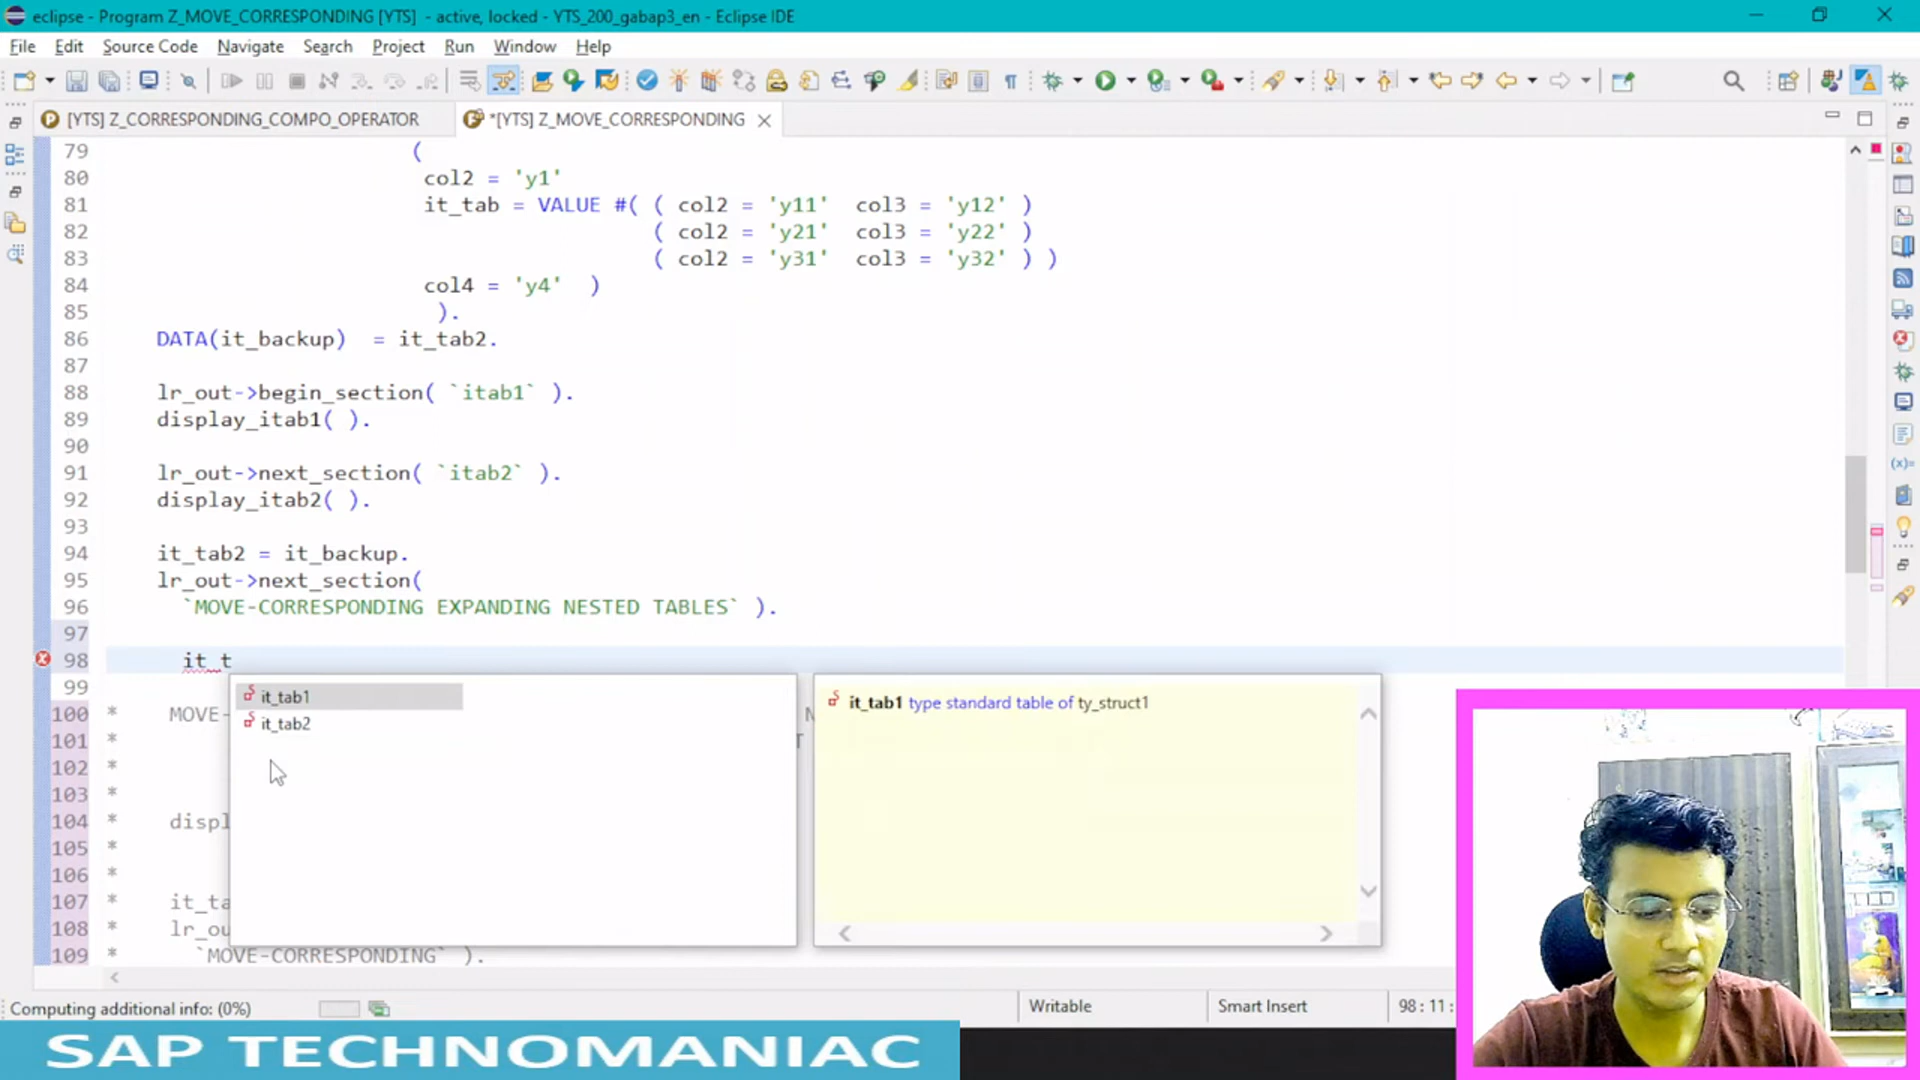 eclipse - Program Z_MOVE_CORRESPONDING [YTS] - active, locked - YTS_200_gabap3_en - Eclipse IDE
File Edit Source Code Navigate Search Project Run Window Help
[YTS] Z_CORRESPONDING_COMPO_OPERATOR *[YTS] Z_MOVE_CORRESPONDING
79 (
80 col2 = 'y1'
81 it_tab = VALUE #( ( col2 = 'y11' col3 = 'y12' )
82 ( col2 = 'y21' col3 = 'y22' )
83 ( col2 = 'y31' col3 = 'y32' ) )
84 col4 = 'y4' )
85 ).
86 DATA(it_backup) = it_tab2.
87
88 lr_out->begin_section( `itab1` ).
89 display_itab1( ).
90
91 lr_out->next_section( `itab2` ).
92 display_itab2( ).
93
94 it_tab2 = it_backup.
95 lr_out->next_section(
96 `MOVE-CORRESPONDING EXPANDING NESTED TABLES` ).
97
98 it_t
99
it_tab1
it_tab2
it_tab1 type standard table of ty_struct1
100 * MOVE-
101 *
102 *
103 *
104 * displ
105 *
106 *
107 * it_ta
108 * lr_ou
109 * `MOVE-CORRESPONDING` ).
Computing additional info: (0%) Writable Smart Insert 98 : 11 :
SAP TECHNOMANIAC